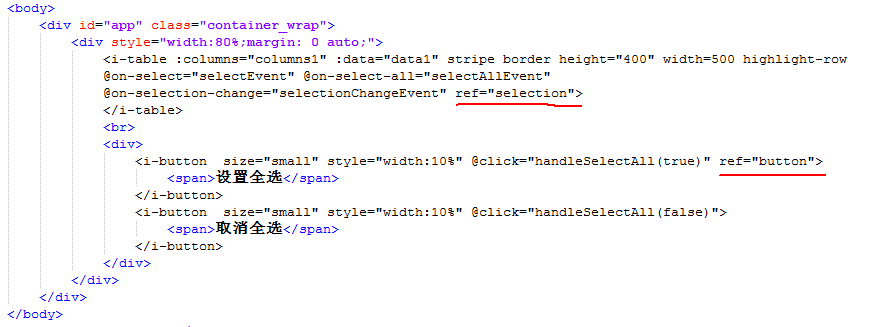 <body>
<div id="app" class="container_wrap">
<div style="width:80%;margin: 0 auto;">
<i-table :columns="columns1" :data="data1" stripe border height="400" width=500 highlight-row
@on-select="selectEvent" @on-select-all="selectAllEvent"
@on-selection-change="selectionChangeEvent" ref="selection">
</i-table>
<br>
<div>
<i-button  size="small" style="width:10%" @click="handleSelectAll(true)" ref="button">
<span>设置全选</span>
</i-button>
<i-button  size="small" style="width:10%" @click="handleSelectAll(false)">
<span>取消全选</span>
</i-button>
</div>
</div>
</div>
</body>